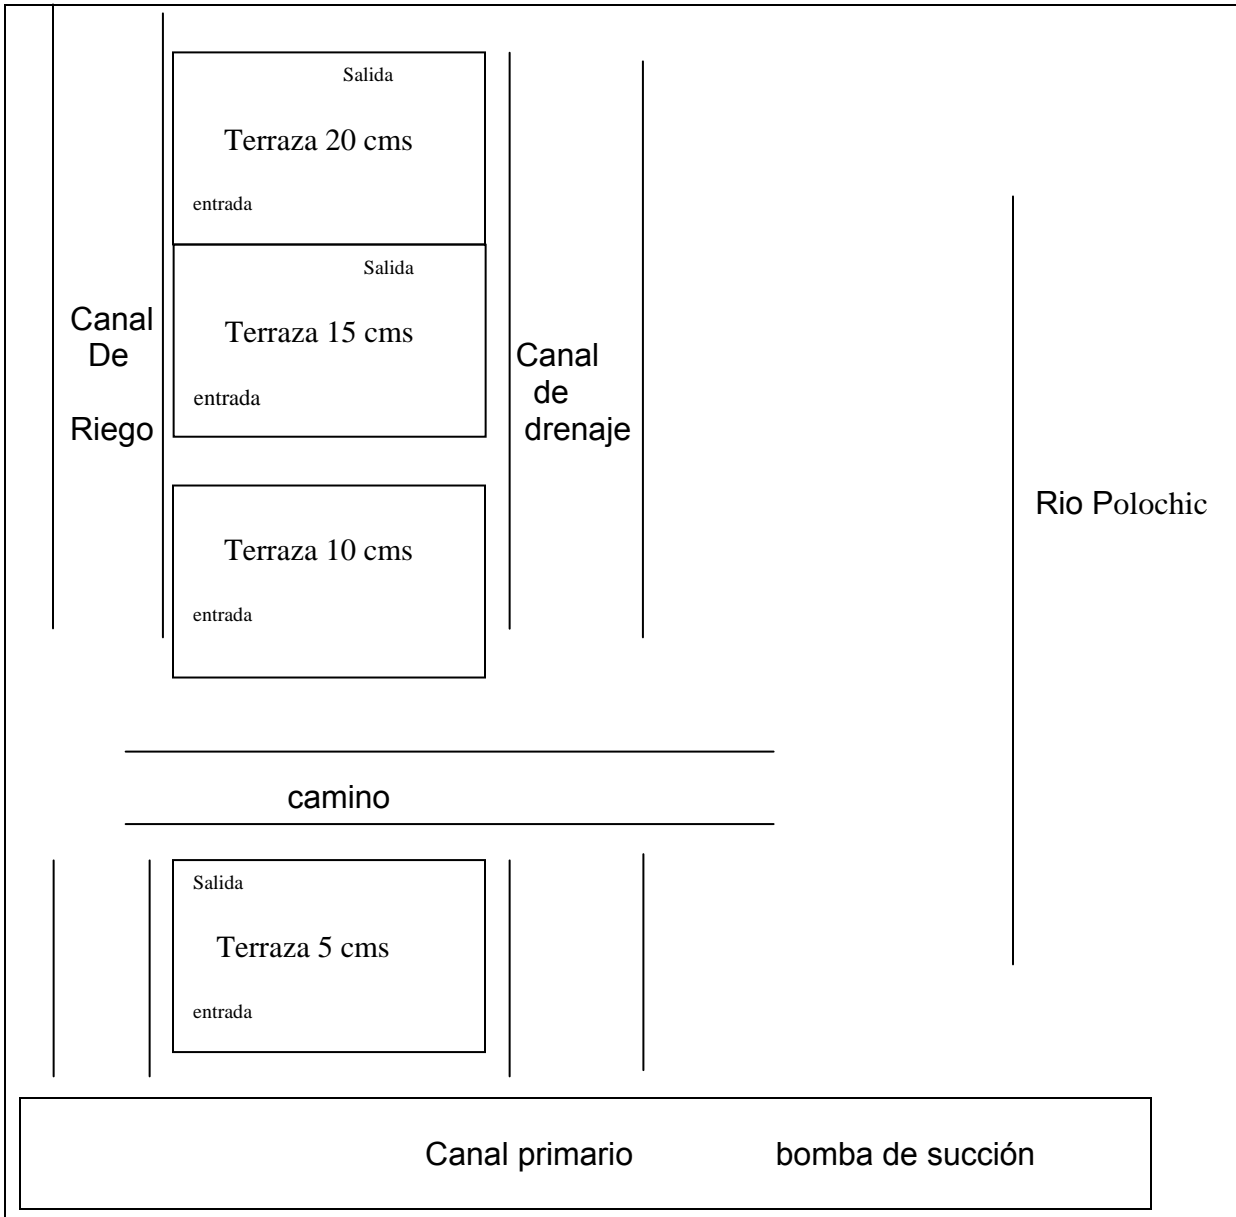 Salida
Terraza 20 cms
entrada
Salida
Terraza 15 cms
entrada
Canal
De
Riego
Canal
de
drenaje
Rio Polochic
Terraza 10 cms
entrada
camino
Salida
Terraza 5 cms
entrada
Canal primario
bomba de succión